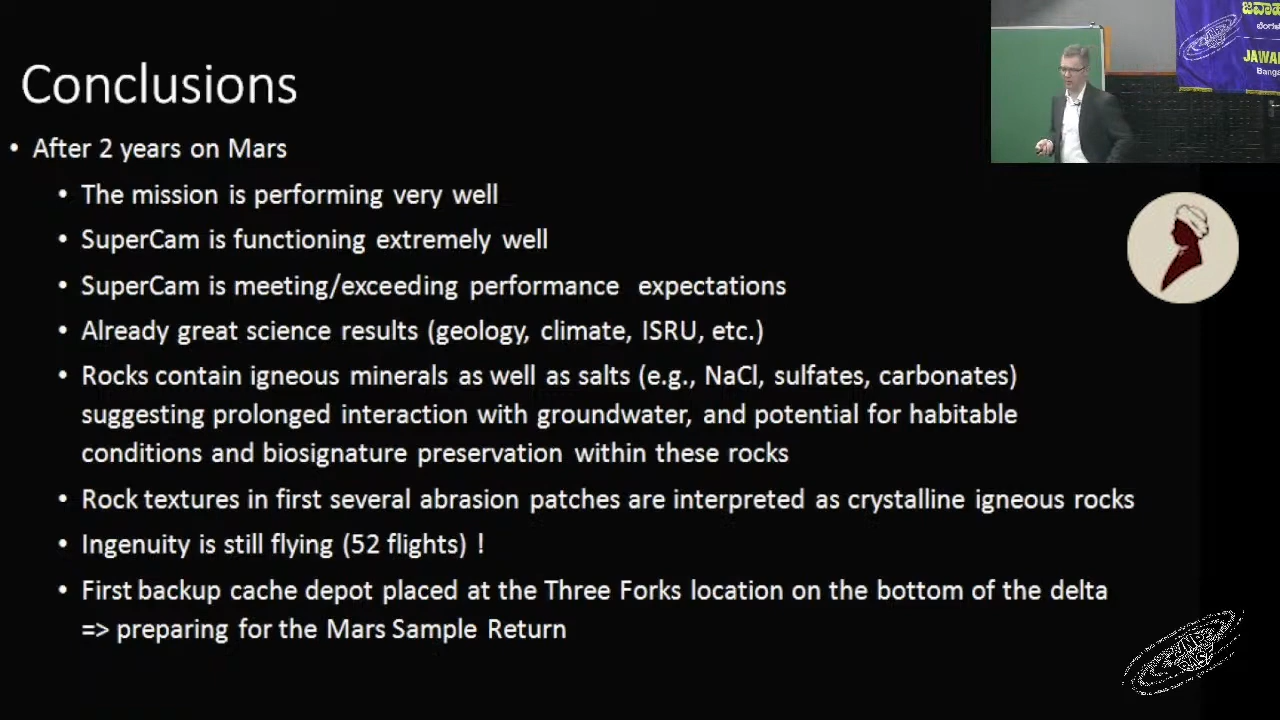 Conclusions
• After 2 years on Mars
• The mission is performing very well
• SuperCam is functioning extremely well
• SuperCam is meeting/exceeding performance expectations
• Already great science results (geology, climate, ISRU, etc.)
• Rocks contain igneous minerals as well as salts (e.g., NaCl, sulfates, carbonates)
suggesting prolonged interaction with groundwater, and potential for habitable
conditions and biosignature preservation within these rocks
• Rock textures in first several abrasion patches are interpreted as crystalline igneous rocks
• Ingenuity is still flying (52 flights) !
• First backup cache depot placed at the Three Forks location on the bottom of the delta
=> preparing for the Mars Sample Return
ಜವಾಹ
ಬೆಂಗಳ
JAWA
Banga